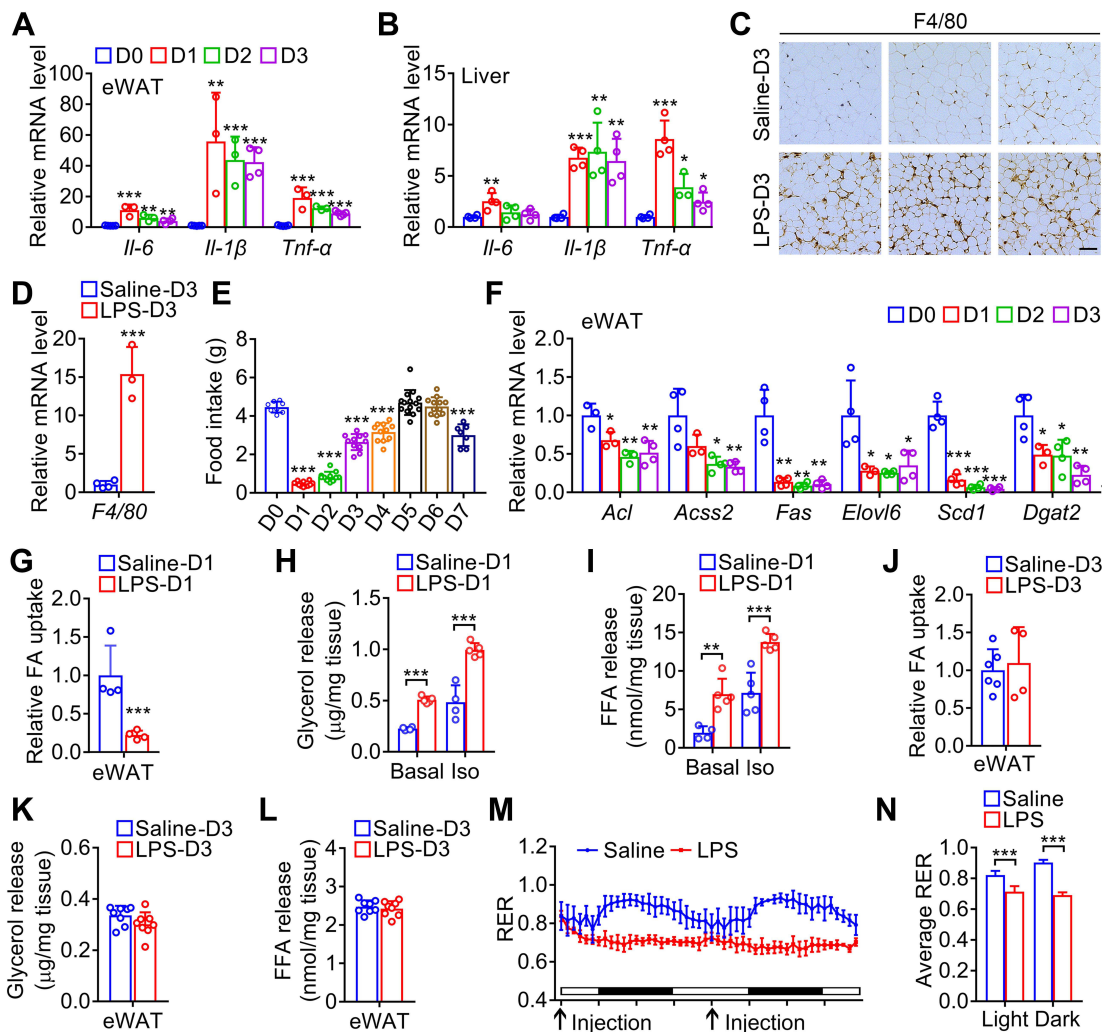 A
D0 D1 D2 D3
eWAT
Relative mRNA level
100
80
60
40
20
0
*** ** **
** *** ***
*** *** ***
Il-6 Il-1β Tnf-α
B
Liver
Relative mRNA level
15
10
5
0
**
*** ** **
*** * *
Il-6 Il-1β Tnf-α
C
F4/80
Saline-D3
LPS-D3
D
Saline-D3
LPS-D3
Relative mRNA level
20
15
10
5
0
***
F4/80
E
Food intake (g)
8
6
4
2
0
*** *** *** *** ***
D0 D1 D2 D3 D4 D5 D6 D7
F
eWAT
D0 D1 D2 D3
Relative mRNA level
2.0
1.5
1.0
0.5
0.0
* ** **
* **
** ** **
* * *
*** *** ***
* * **
Acl Acss2 Fas Elovl6 Scd1 Dgat2
G
Saline-D1
LPS-D1
Relative FA uptake
2.0
1.5
1.0
0.5
0.0
***
eWAT
H
Saline-D1
LPS-D1
Glycerol release
(μg/mg tissue)
1.5
1.0
0.5
0.0
*** ***
Basal Iso
I
Saline-D1
LPS-D1
FFA release
(nmol/mg tissue)
20
15
10
5
0
** ***
Basal Iso
J
Saline-D3
LPS-D3
Relative FA uptake
2.0
1.5
1.0
0.5
0.0
eWAT
K
Saline-D3
LPS-D3
Glycerol release
(μg/mg tissue)
0.6
0.4
0.2
0.0
eWAT
L
Saline-D3
LPS-D3
FFA release
(nmol/mg tissue)
4
3
2
1
0
eWAT
M
Saline LPS
RER
1.2
1.0
0.8
0.6
0.4
↑ Injection ↑ Injection
N
Saline
LPS
Average RER
1.0
0.8
0.6
0.4
0.2
0.0
*** ***
Light Dark